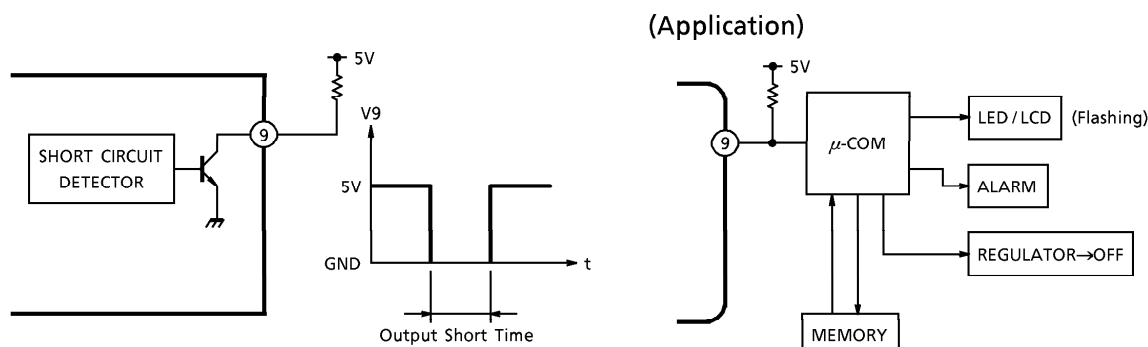 (Application)
5V
9
SHORT CIRCUIT
DETECTOR
V9
5V
GND
t
Output Short Time
5V
9
μ-COM
LED / LCD (Flashing)
ALARM
REGULATOR→OFF
MEMORY